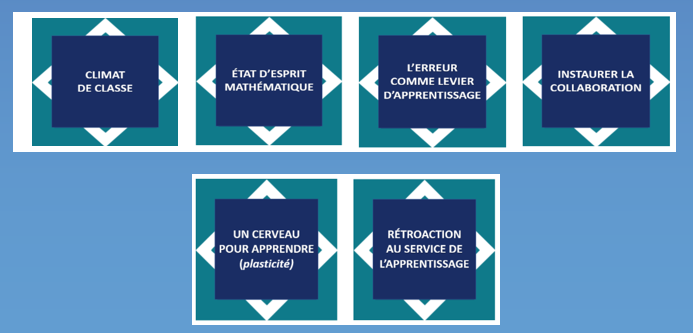 CLIMAT
DE CLASSE
ÉTAT D'ESPRIT
MATHÉMATIQUE
L'ERREUR
COMME LEVIER
D'APPRENTISSAGE
INSTAURER LA
COLLABORATION
UN CERVEAU
POUR APPRENDRE
(plasticité)
RÉTROACTION
AU SERVICE DE
L'APPRENTISSAGE